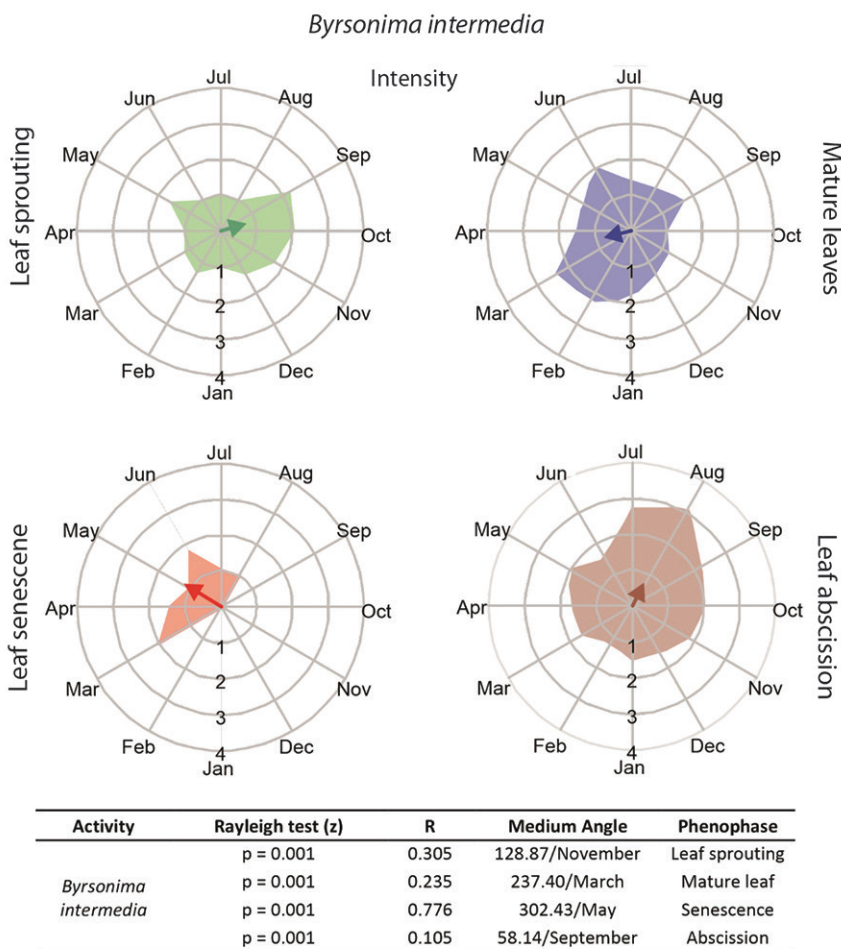 Byrsonima intermedia
Intensity
Leaf sprouting
Jul
Aug
Sep
Oct
Nov
Dec
Jan
Feb
Mar
Apr
May
Jun
1
2
3
4
Mature leaves
Jul
Aug
Sep
Oct
Nov
Dec
Jan
Feb
Mar
Apr
May
Jun
1
2
3
4
Leaf senescene
Jul
Aug
Sep
Oct
Nov
Dec
Jan
Feb
Mar
Apr
May
Jun
1
2
3
4
Leaf abscission
Jul
Aug
Sep
Oct
Nov
Dec
Jan
Feb
Mar
Apr
May
Jun
1
2
3
4
Activity Rayleigh test (z) R Medium Angle Phenophase
Byrsonima intermedia
p = 0.001 0.305 128.87/November Leaf sprouting
p = 0.001 0.235 237.40/March Mature leaf
p = 0.001 0.776 302.43/May Senescence
p = 0.001 0.105 58.14/September Abscission